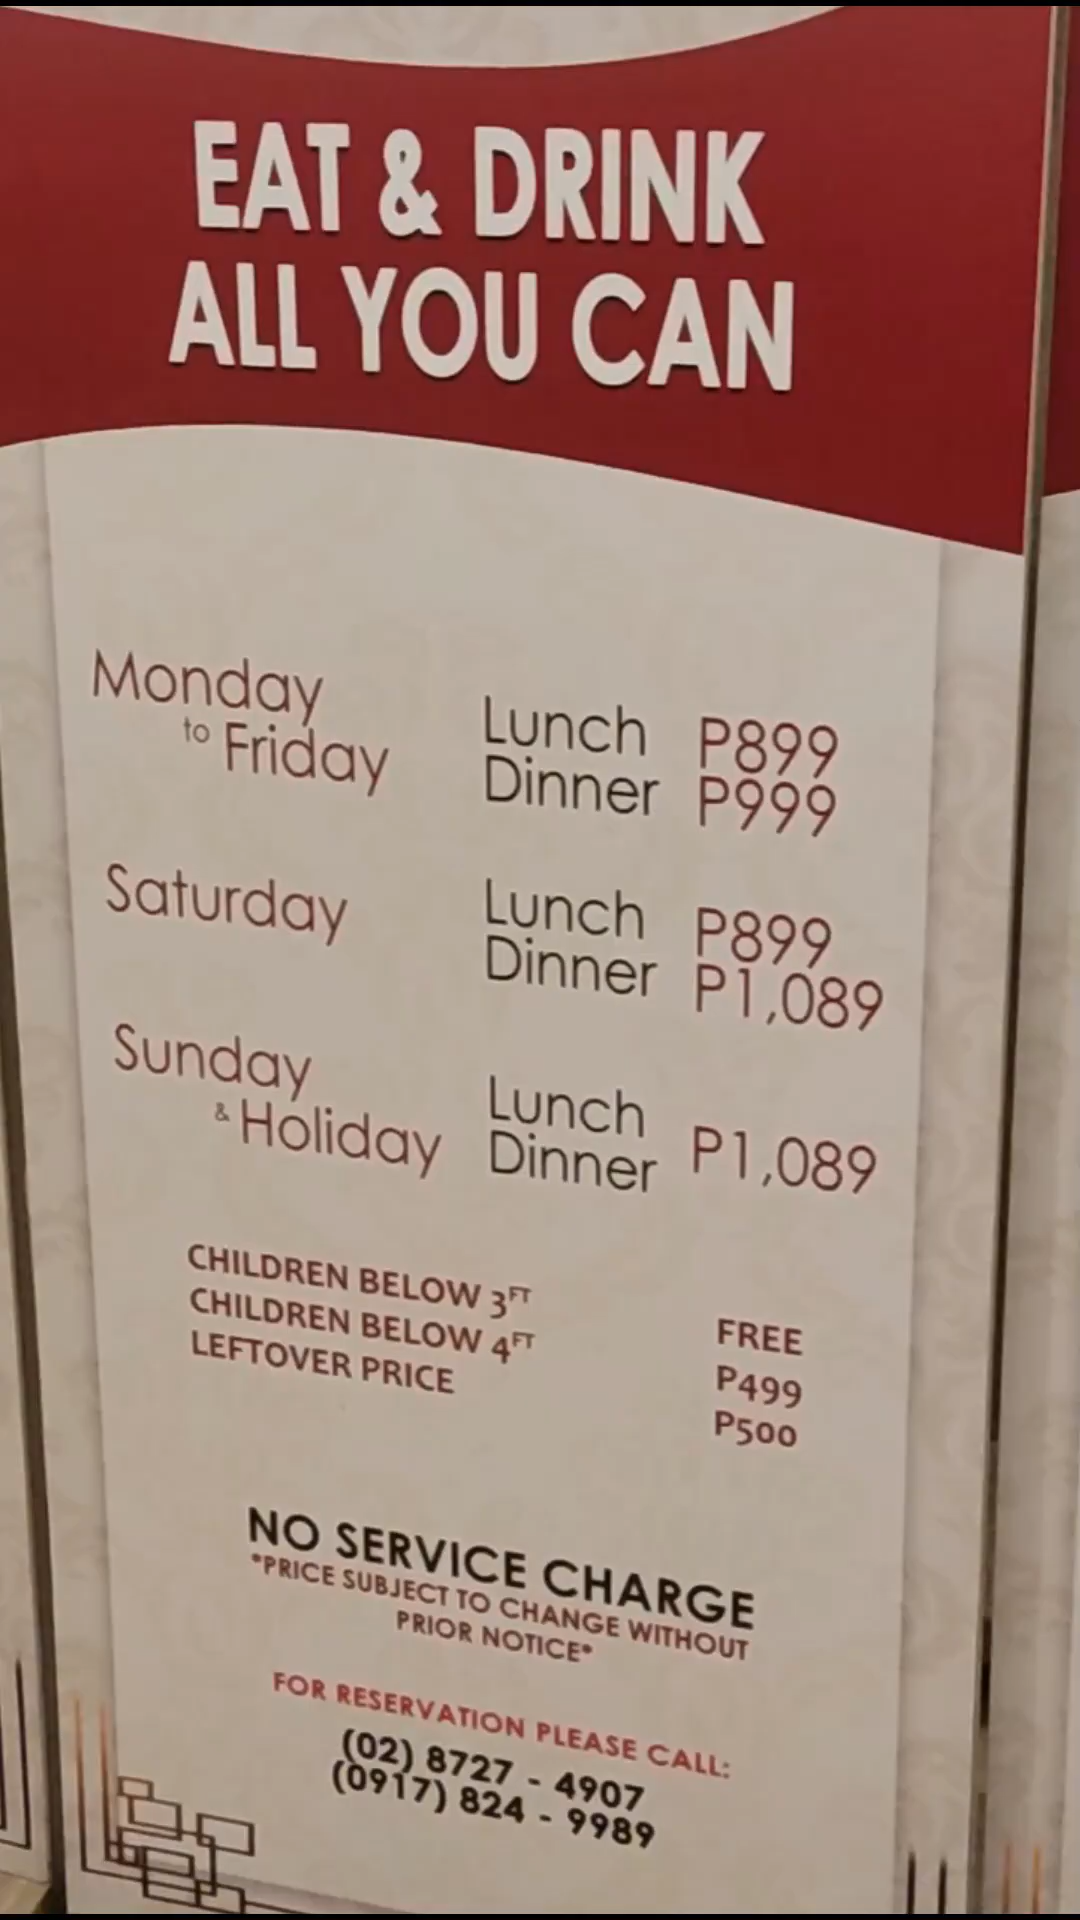 EAT & DRINK
ALL YOU CAN
Monday
to Friday
Lunch P899
Dinner P999
Saturday
Lunch P899
Dinner P1,089
Sunday
& Holiday
Lunch
Dinner P1,089
CHILDREN BELOW 3FT FREE
CHILDREN BELOW 4FT P499
LEFTOVER PRICE P500
NO SERVICE CHARGE
*PRICE SUBJECT TO CHANGE WITHOUT
PRIOR NOTICE*
FOR RESERVATION PLEASE CALL:
(02) 8727 - 4907
(0917) 824 - 9989